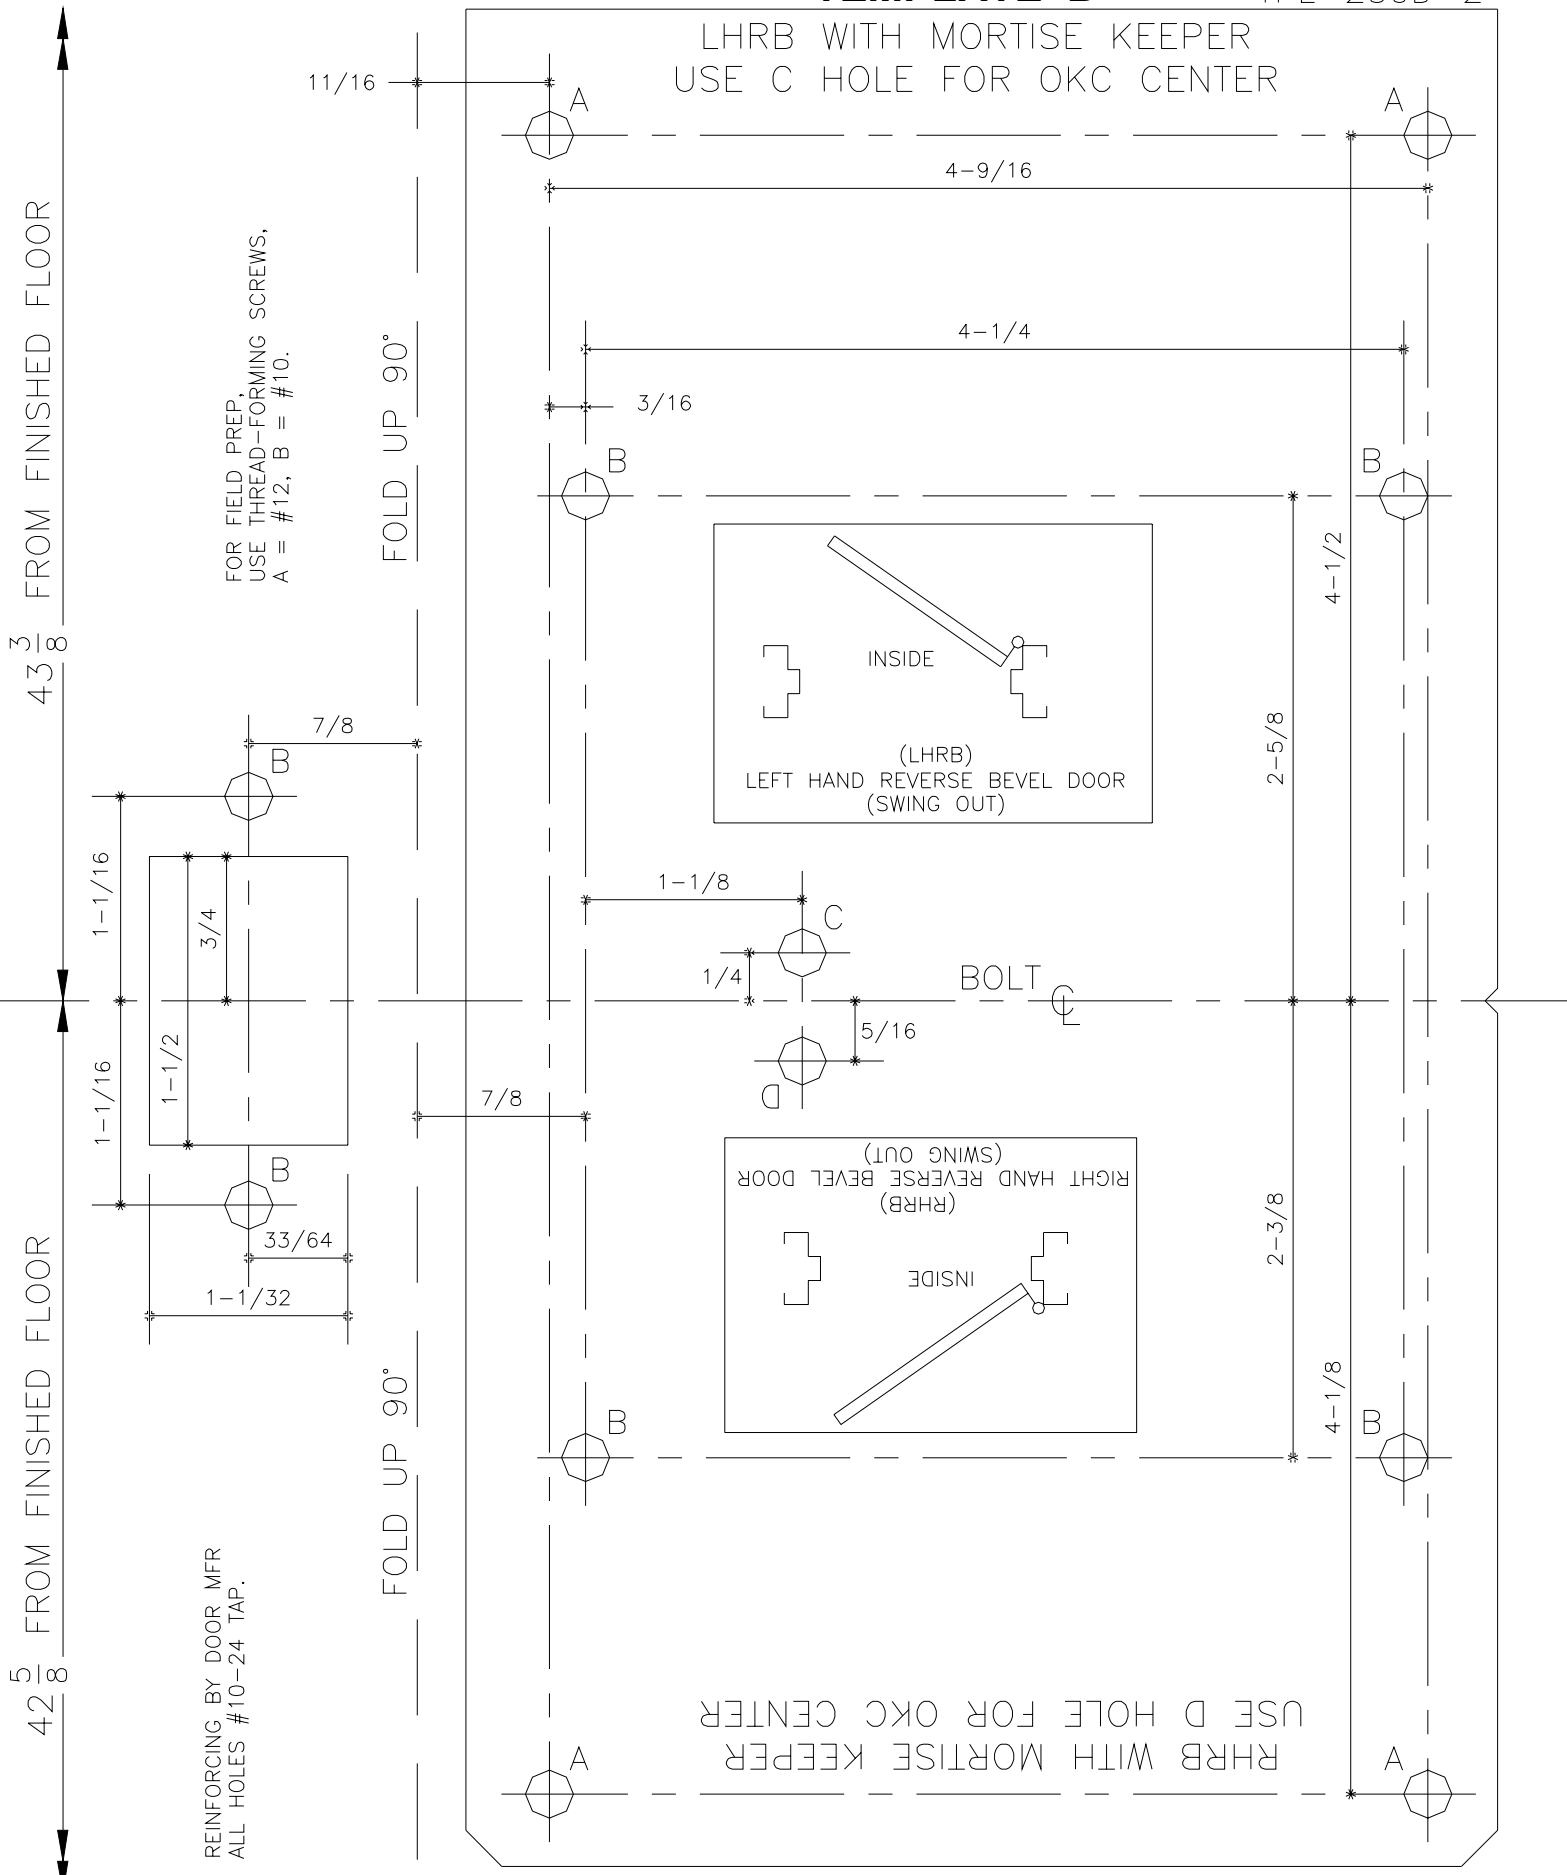 LHRB WITH MORTISE KEEPER
USE C HOLE FOR OKC CENTER
11/16
A
A
4-9/16
4-1/4
3/16
B
B
43 3/8 FROM FINISHED FLOOR
FOR FIELD PREP,
USE THREAD-FORMING SCREWS,
A = #12, B = #10.
FOLD UP 90°
4-1/2
INSIDE
(LHRB)
LEFT HAND REVERSE BEVEL DOOR
(SWING OUT)
2-5/8
7/8
B
1-1/16
3/4
1-1/8
C
1/4
BOLT ℄
5/16
D
1-1/2
1-1/16
7/8
B
33/64
1-1/32
RIGHT HAND REVERSE BEVEL DOOR
(SWING OUT)
(RHRB)
INSIDE
2-3/8
4-1/8
B
B
42 5/8 FROM FINISHED FLOOR
FOLD UP 90°
REINFORCING BY DOOR MFR
ALL HOLES #10-24 TAP.
RHRB WITH MORTISE KEEPER
USE D HOLE FOR OKC CENTER
A
A